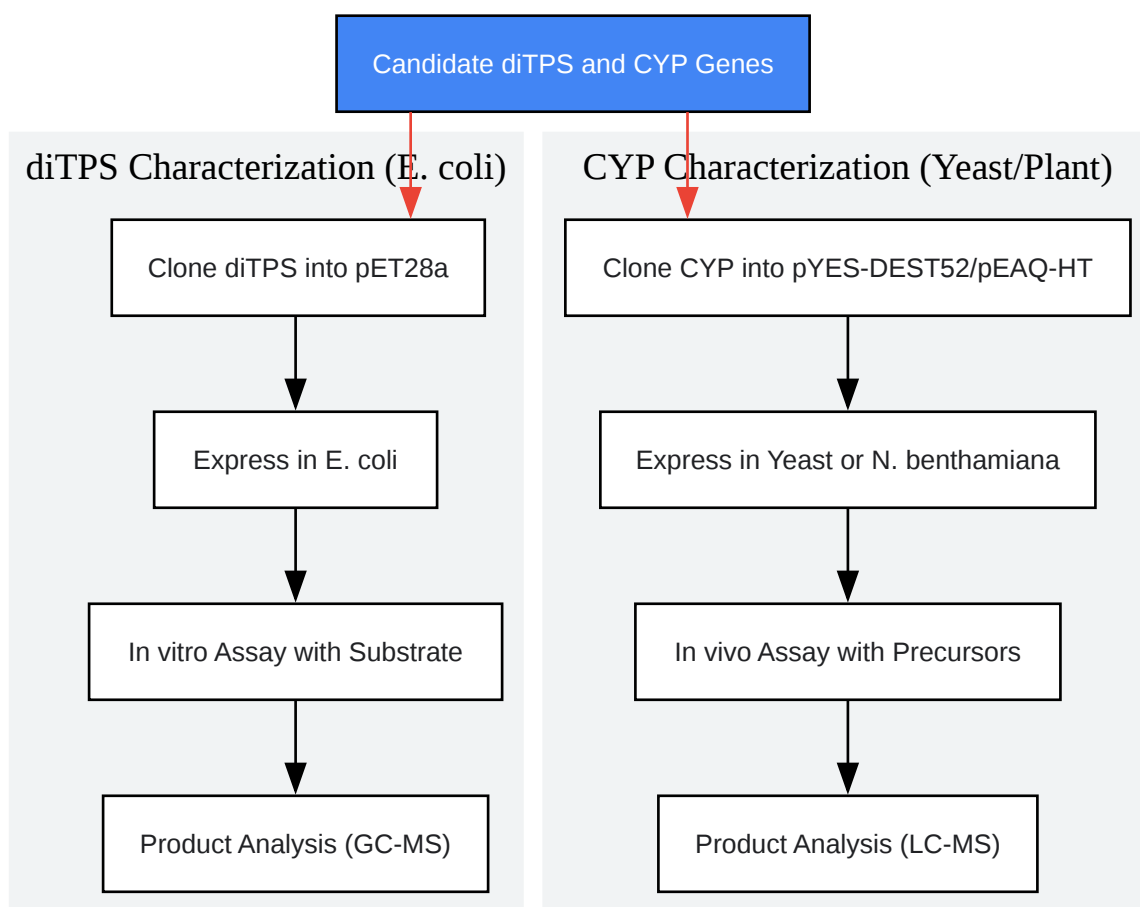 Candidate diTPS and CYP Genes
diTPS Characterization (E. coli)
Clone diTPS into pET28a
Express in E. coli
In vitro Assay with Substrate
Product Analysis (GC-MS)
CYP Characterization (Yeast/Plant)
Clone CYP into pYES-DEST52/pEAQ-HT
Express in Yeast or N. benthamiana
In vivo Assay with Precursors
Product Analysis (LC-MS)